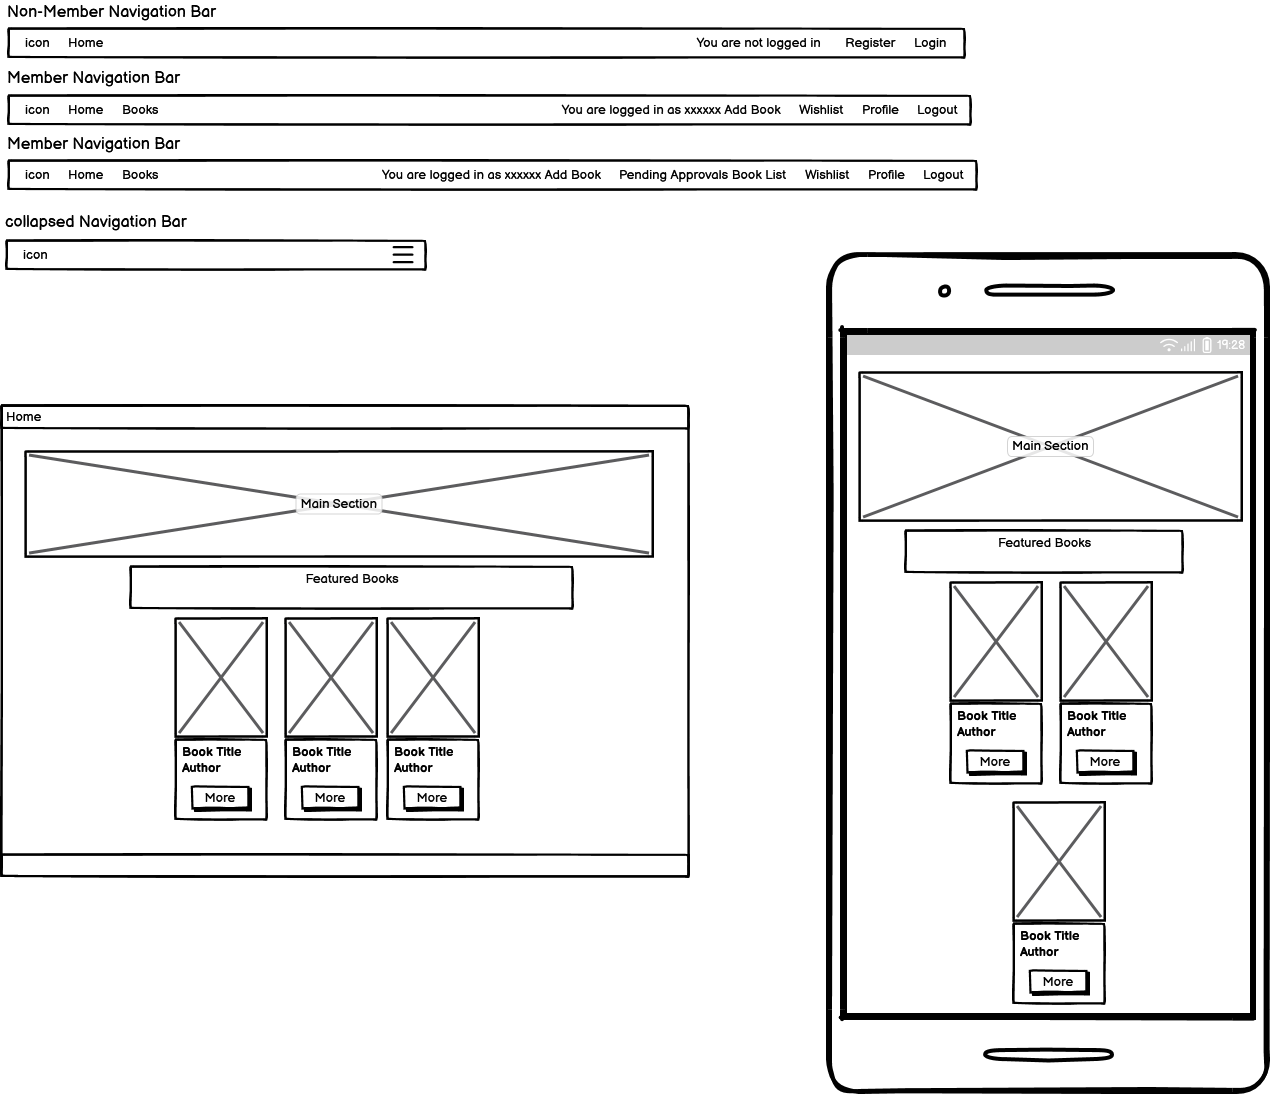 Non-Member Navigation Bar
icon Home You are not logged in Register Login
Member Navigation Bar
icon Home Books You are logged in as xxxxxx Add Book Wishlist Profile Logout
Member Navigation Bar
icon Home Books You are logged in as xxxxxx Add Book Pending Approvals Book List Wishlist Profile Logout
collapsed Navigation Bar
icon
Home
Main Section
Featured Books
Book Title Book Title Book Title
Author Author Author
More More More
19:28
Main Section
Featured Books
Book Title Book Title
Author Author
More More
Book Title
Author
More